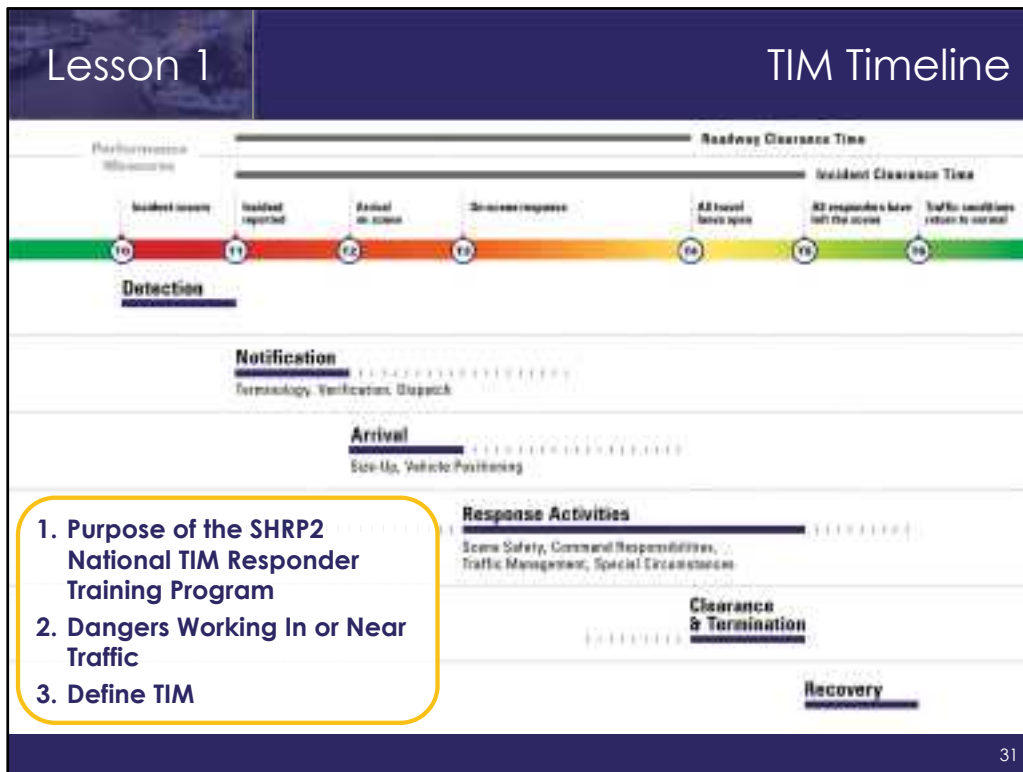 Lesson 1
TIM Timeline
Performance
Measures
Roadway Clearance Time
Incident Clearance Time
Incident occurs
Incident
reported
Arrival
on scene
On-scene response
All travel
lanes open
All responders have
left the scene
Traffic conditions
return to normal
T0
T1
T2
T3
T4
T5
T6
Detection
Notification
Terminology, Verification, Dispatch
Arrival
Size-Up, Vehicle Positioning
Response Activities
Scene Safety, Command Responsibilities,
Traffic Management, Special Circumstances
Clearance
& Termination
Recovery
1. Purpose of the SHRP2
National TIM Responder
Training Program
2. Dangers Working In or Near
Traffic
3. Define TIM
31